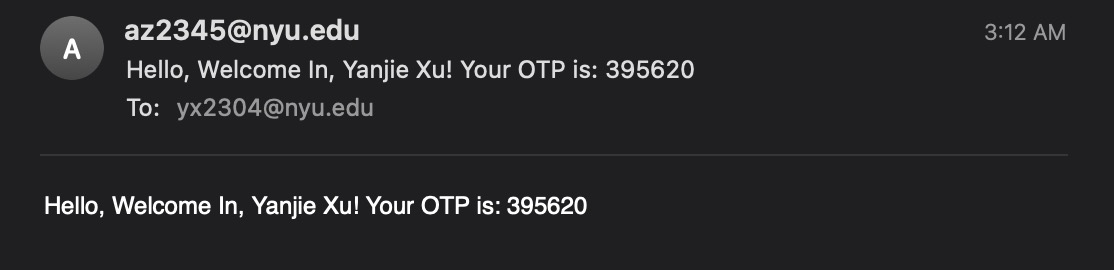 A
az2345@nyu.edu
3:12 AM
Hello, Welcome In, Yanjie Xu! Your OTP is: 395620
To: yx2304@nyu.edu
Hello, Welcome In, Yanjie Xu! Your OTP is: 395620